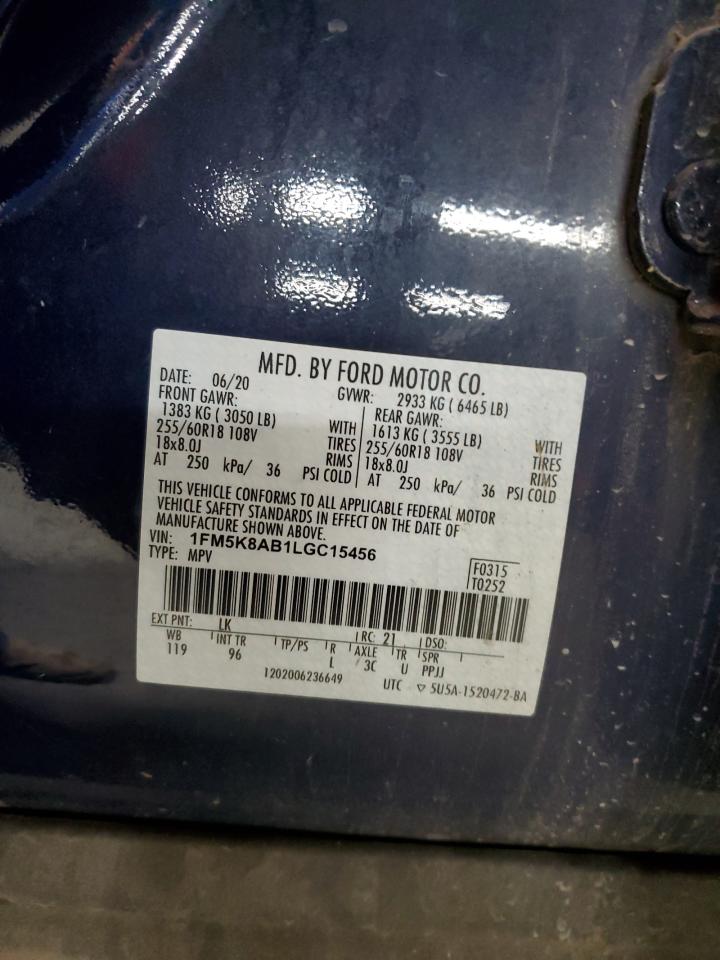 MFD. BY FORD MOTOR CO.
DATE: 06/20 GVWR: 2933 KG ( 6465 LB)
FRONT GAWR: REAR GAWR:
1383 KG ( 3050 LB) WITH 1613 KG ( 3555 LB) WITH
255/60R18 108V TIRES 255/60R18 108V TIRES
18x8.0J RIMS 18x8.0J RIMS
AT 250 kPa/ 36 PSI COLD AT 250 kPa/ 36 PSI COLD
THIS VEHICLE CONFORMS TO ALL APPLICABLE FEDERAL MOTOR
VEHICLE SAFETY STANDARDS IN EFFECT ON THE DATE OF
MANUFACTURE SHOWN ABOVE.
VIN: 1FM5K8AB1LGC15456
TYPE: MPV
F0315
T0252
EXT PNT: LK RC: 21 DSO:
WB INT TR TP/PS R AXLE TR SPR
119 96 L 3C U PPJJ
1202006236649 UTC ▽ 5U5A-1520472-BA